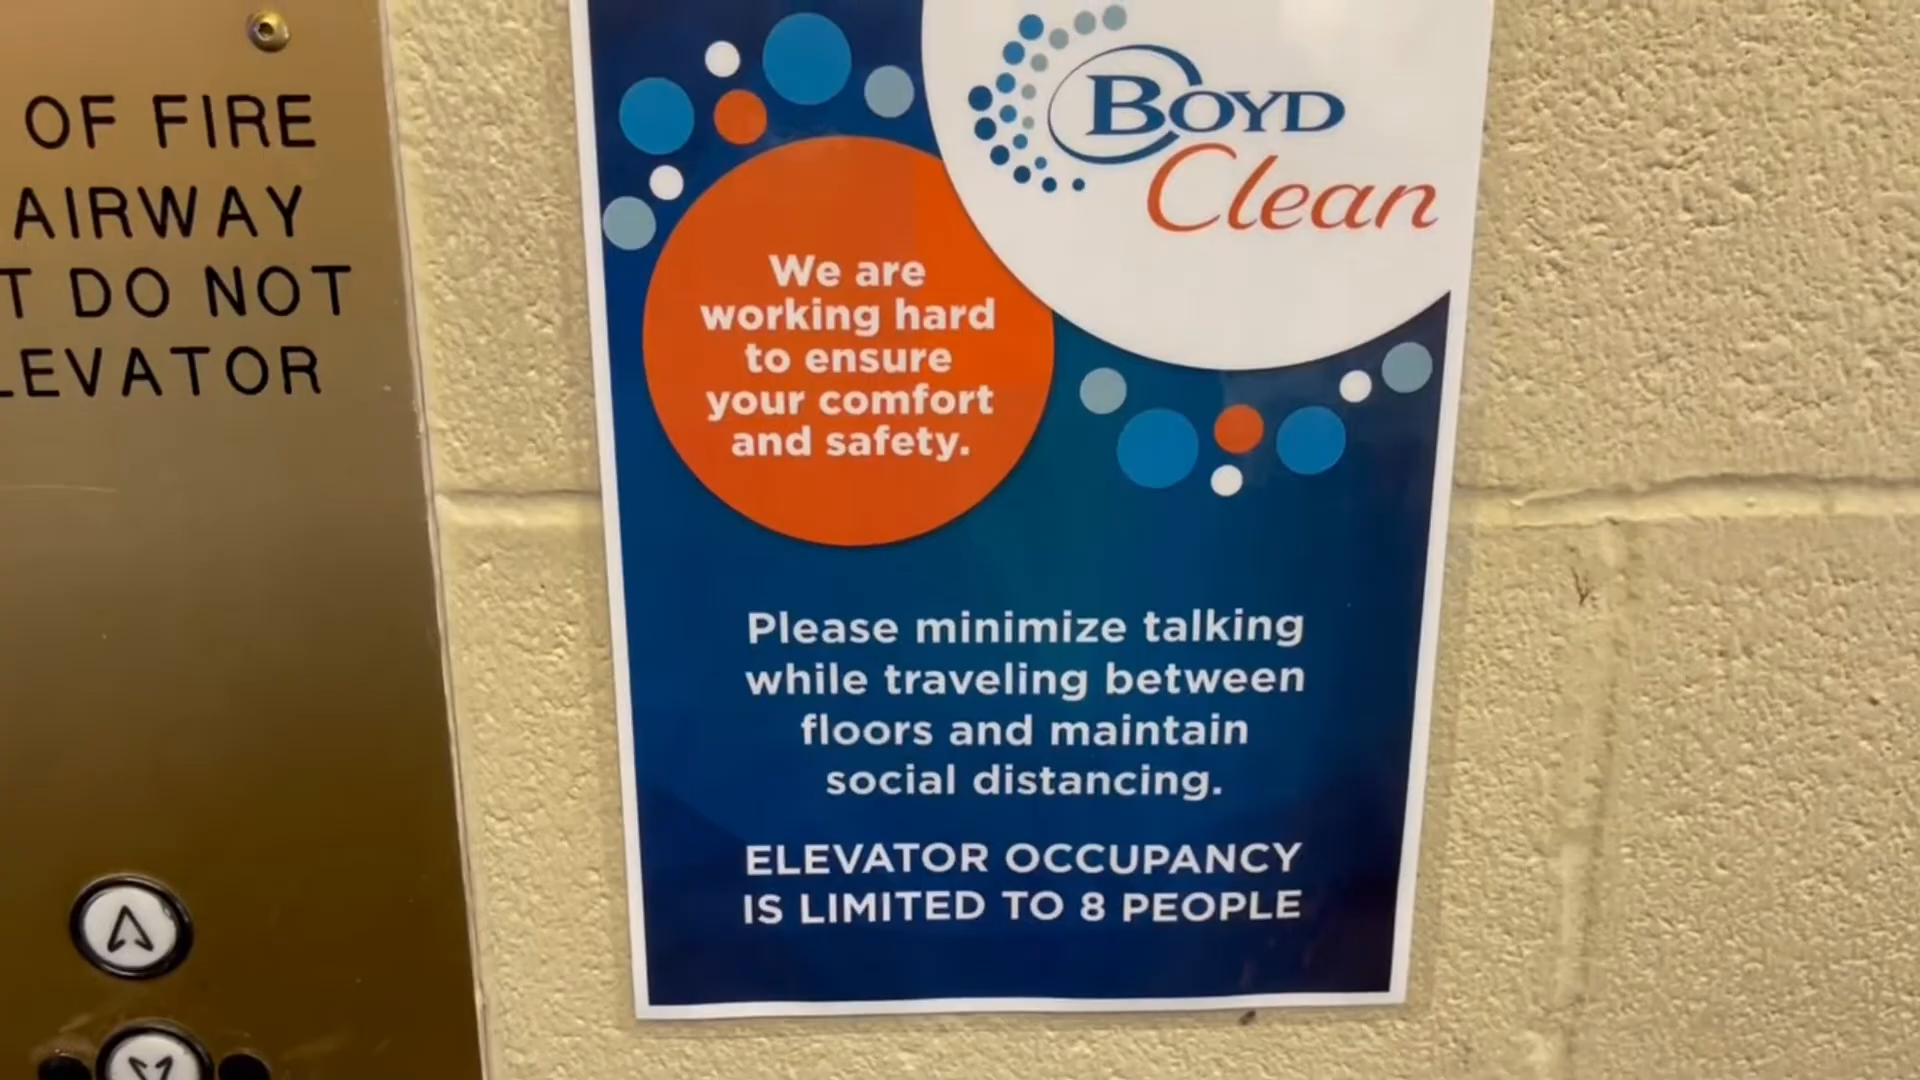 OF FIRE
AIRWAY
T DO NOT
LEVATOR
BOYD
Clean
We are
working hard
to ensure
your comfort
and safety.
Please minimize talking
while traveling between
floors and maintain
social distancing.
ELEVATOR OCCUPANCY
IS LIMITED TO 8 PEOPLE